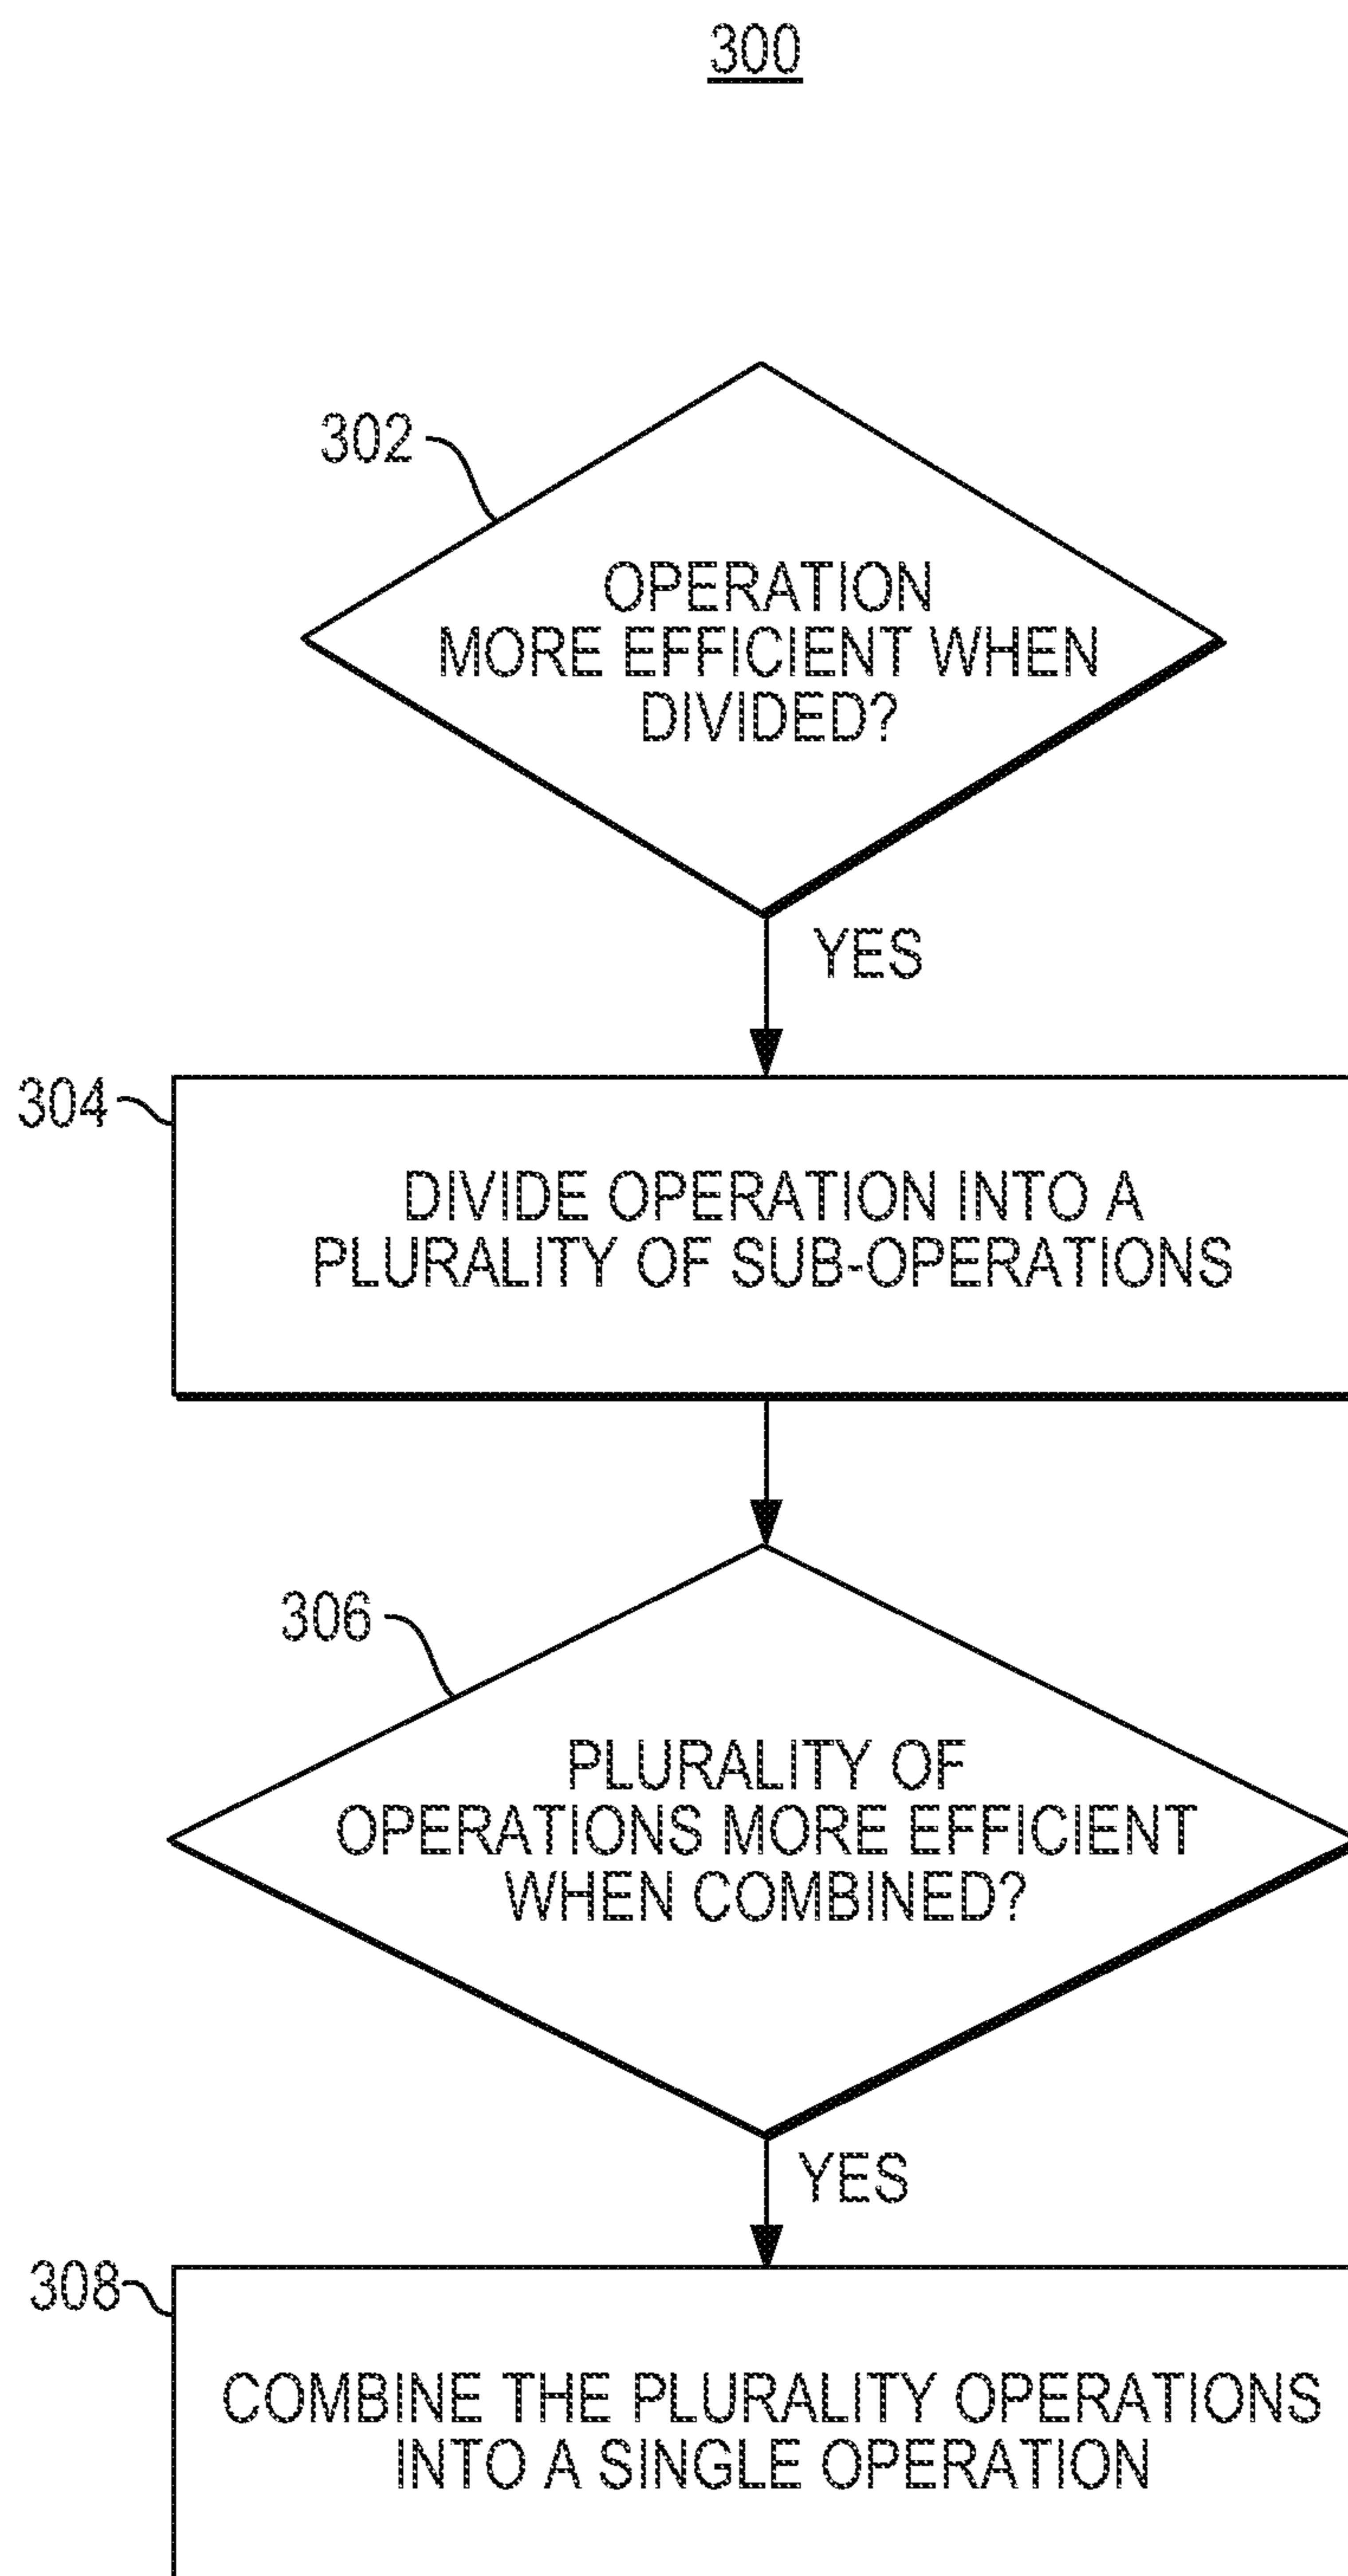 300
302
OPERATION
MORE EFFICIENT WHEN
DIVIDED?
YES
304
DIVIDE OPERATION INTO A
PLURALITY OF SUB-OPERATIONS
306
PLURALITY OF
OPERATIONS MORE EFFICIENT
WHEN COMBINED?
YES
308
COMBINE THE PLURALITY OPERATIONS
INTO A SINGLE OPERATION